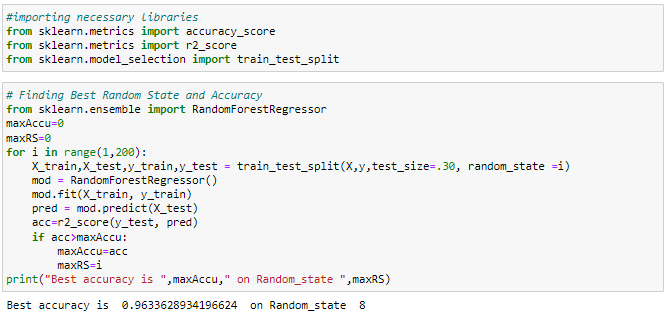 #importing necessary libraries
from sklearn.metrics import accuracy_score
from sklearn.metrics import r2_score
from sklearn.model_selection import train_test_split
# Finding Best Random State and Accuracy
from sklearn.ensemble import RandomForestRegressor
maxAccu=0
maxRS=0
for i in range(1,200):
    X_train,X_test,y_train,y_test = train_test_split(X,y,test_size=.30, random_state =i)
    mod = RandomForestRegressor()
    mod.fit(X_train, y_train)
    pred = mod.predict(X_test)
    acc=r2_score(y_test, pred)
    if acc>maxAccu:
        maxAccu=acc
        maxRS=i
print("Best accuracy is ",maxAccu," on Random_state ",maxRS)
Best accuracy is  0.9633628934196624  on Random_state  8